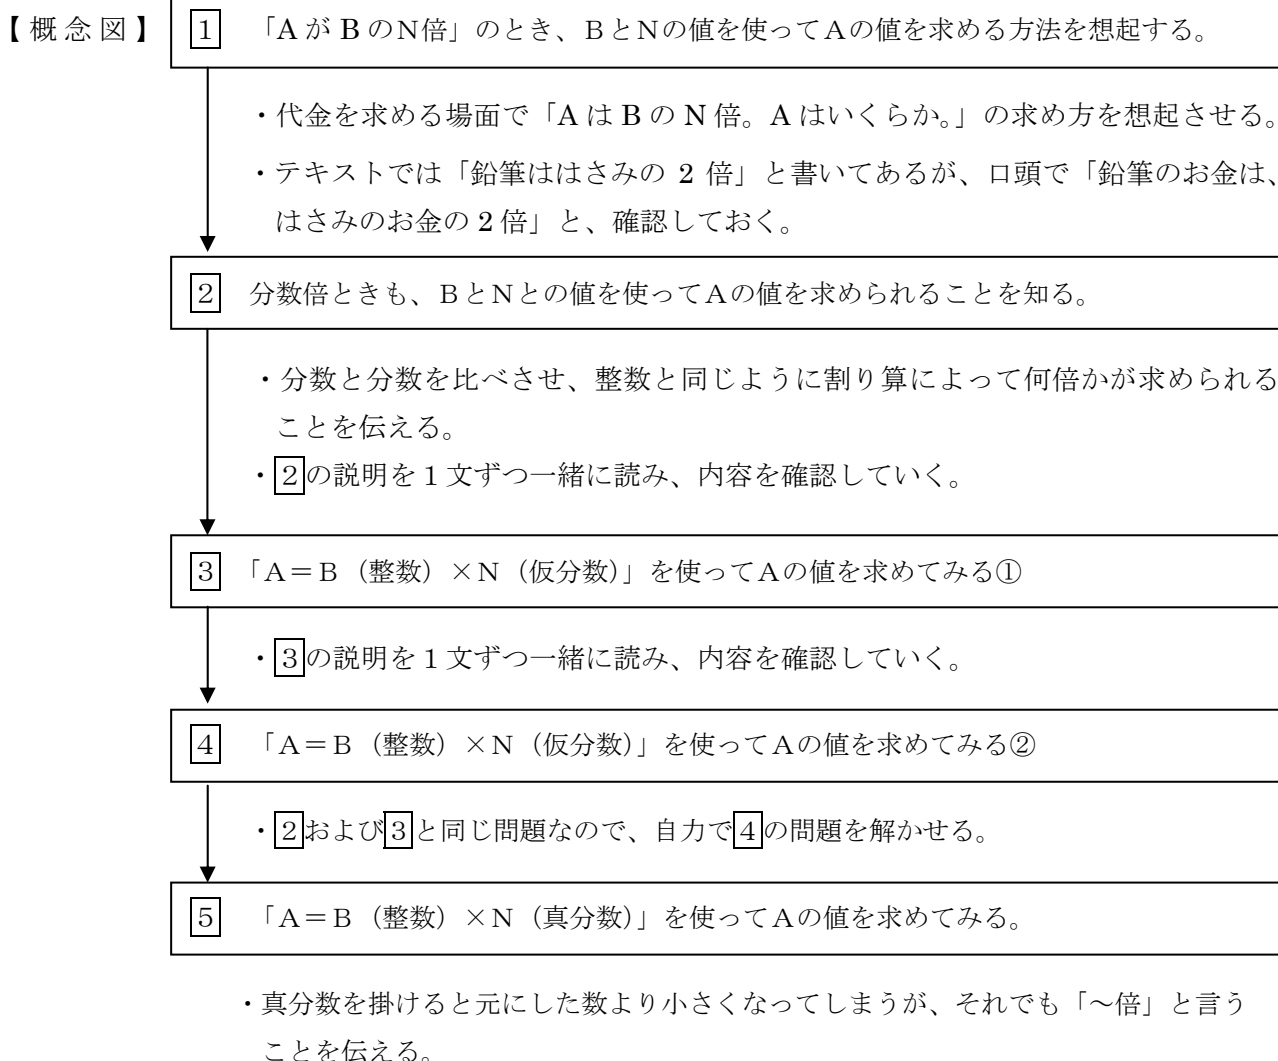 【概念図】 1 「AがBのN倍」のとき、BとNの値を使ってAの値を求める方法を想起する。
・代金を求める場面で「AはBのN倍。Aはいくらか。」の求め方を想起させる。
・テキストでは「鉛筆ははさみの 2 倍」と書いてあるが、口頭で「鉛筆のお金は、
はさみのお金の2倍」と、確認しておく。
2 分数倍ときも、BとNとの値を使ってAの値を求められることを知る。
・分数と分数を比べさせ、整数と同じように割り算によって何倍かが求められる
ことを伝える。
・2の説明を1文ずつ一緒に読み、内容を確認していく。
3 「A=B(整数)×N(仮分数)」を使ってAの値を求めてみる①
・3の説明を1文ずつ一緒に読み、内容を確認していく。
4 「A=B(整数)×N(仮分数)」を使ってAの値を求めてみる②
・2および3と同じ問題なので、自力で4の問題を解かせる。
5 「A=B(整数)×N(真分数)」を使ってAの値を求めてみる。
・真分数を掛けると元にした数より小さくなってしまうが、それでも「~倍」と言う
ことを伝える。